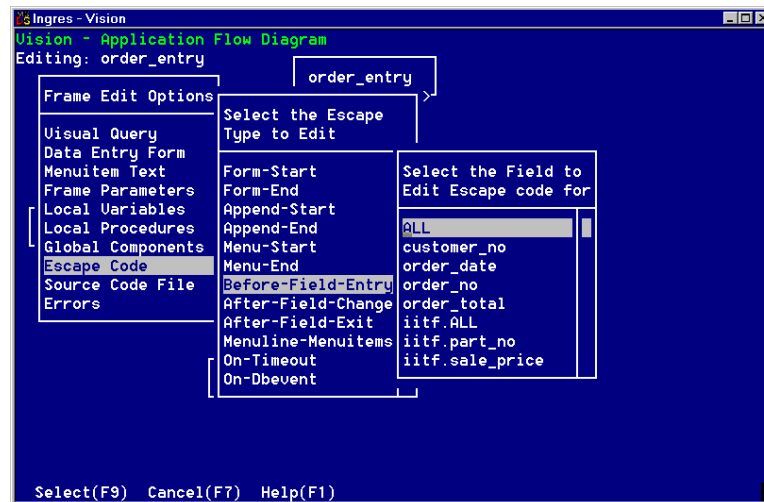 Ingres - Vision
Vision - Application Flow Diagram
Editing: order_entry
order_entry
>
Frame Edit Options
Visual Query
Data Entry Form
Menuitem Text
Frame Parameters
Local Variables
Local Procedures
Global Components
Escape Code
Source Code File
Errors
Select the Escape
Type to Edit
Form-Start
Form-End
Append-Start
Append-End
Menu-Start
Menu-End
Before-Field-Entry
After-Field-Change
After-Field-Exit
Menuline-Menuitems
On-Timeout
On-Dbevent
Select the Field to
Edit Escape code for
ALL
customer_no
order_date
order_no
order_total
iitf.ALL
iitf.part_no
iitf.sale_price
Select(F9) Cancel(F7) Help(F1)